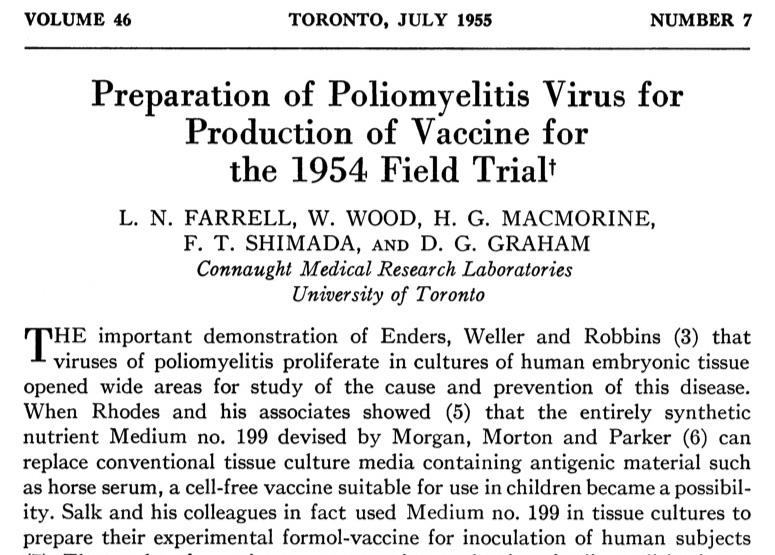 VOLUME 46 TORONTO, JULY 1955 NUMBER 7
Preparation of Poliomyelitis Virus for
Production of Vaccine for
the 1954 Field Trial†
L. N. FARRELL, W. WOOD, H. G. MACMORINE,
F. T. SHIMADA, AND D. G. GRAHAM
Connaught Medical Research Laboratories
University of Toronto
THE important demonstration of Enders, Weller and Robbins (3) that
viruses of poliomyelitis proliferate in cultures of human embryonic tissue
opened wide areas for study of the cause and prevention of this disease.
When Rhodes and his associates showed (5) that the entirely synthetic
nutrient Medium no. 199 devised by Morgan, Morton and Parker (6) can
replace conventional tissue culture media containing antigenic material such
as horse serum, a cell-free vaccine suitable for use in children became a possibil-
ity. Salk and his colleagues in fact used Medium no. 199 in tissue cultures to
prepare their experimental formol-vaccine for inoculation of human subjects